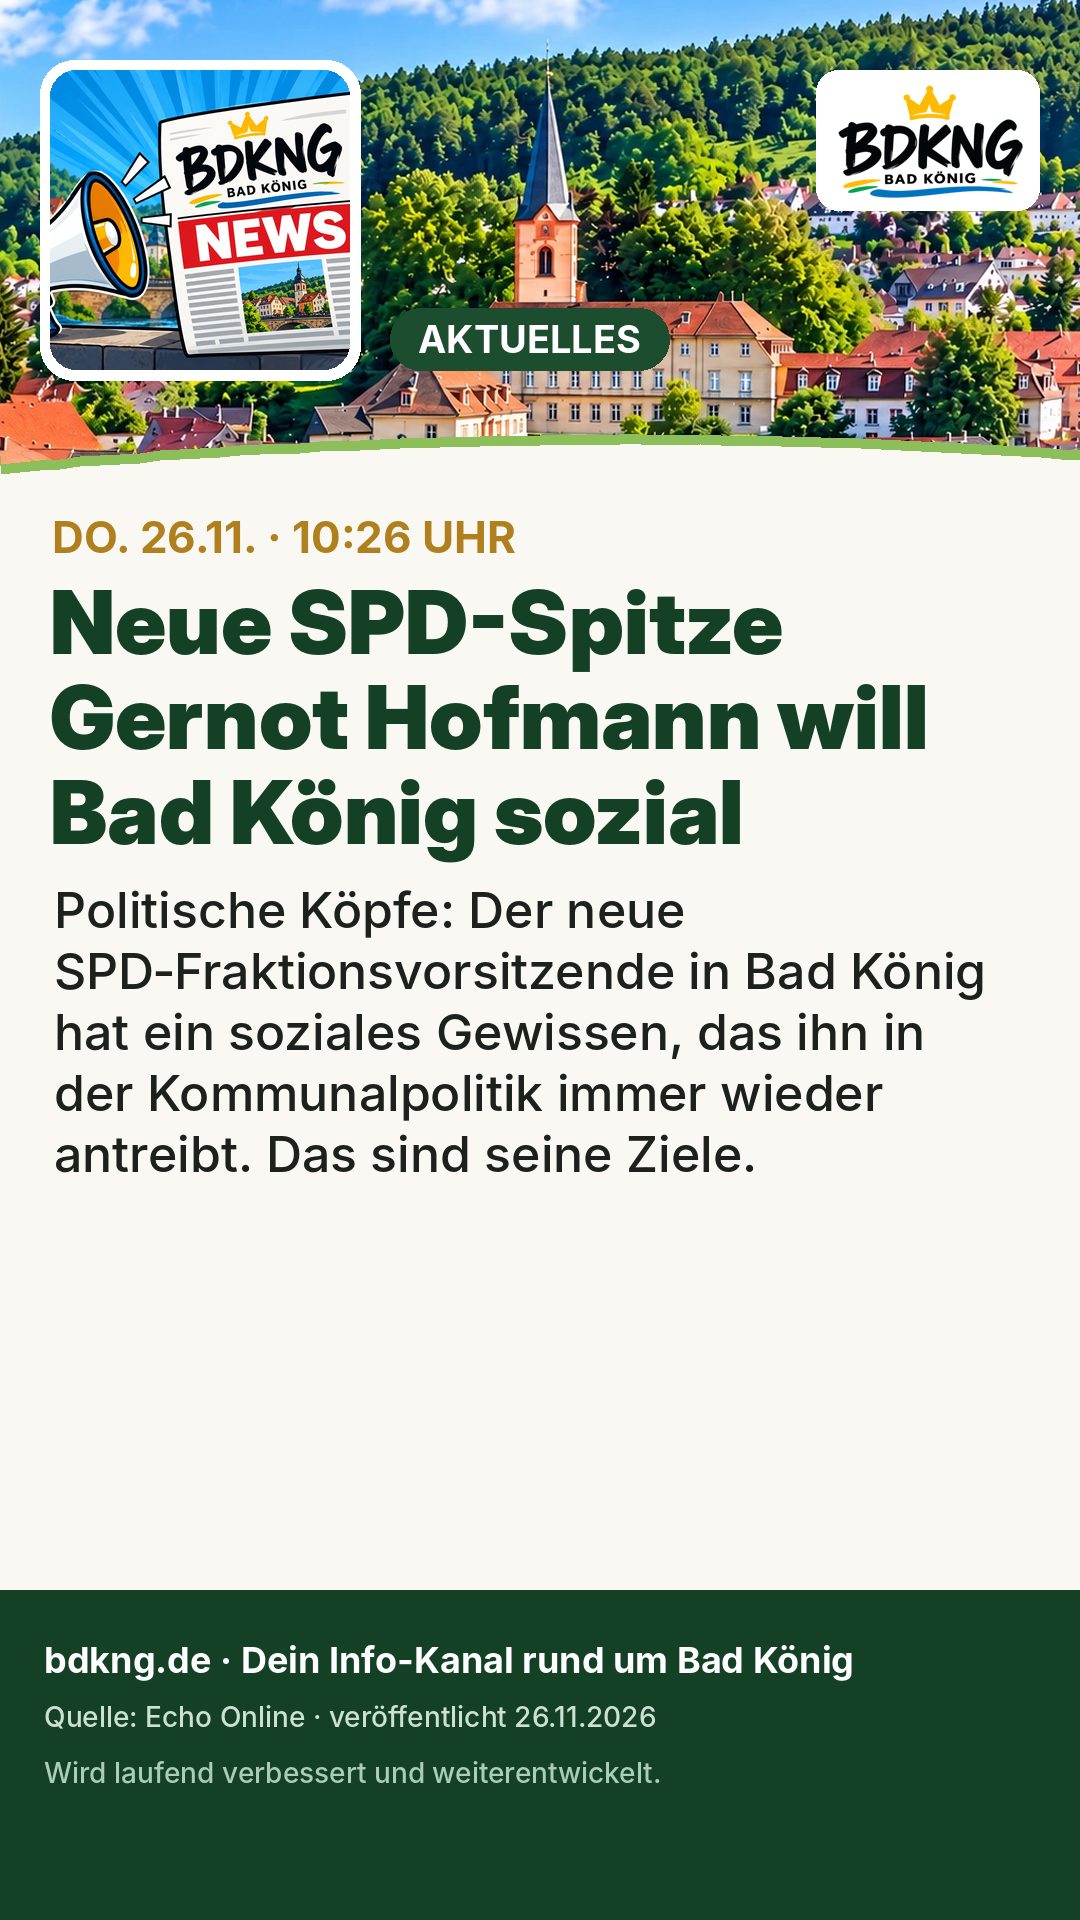 BDKNG
BAD KÖNIG
NEWS
BDKNG
BAD KÖNIG
AKTUELLES
DO. 26.11. · 10:26 UHR
Neue SPD-Spitze
Gernot Hofmann will
Bad König sozial
Politische Köpfe: Der neue
SPD-Fraktionsvorsitzende in Bad König
hat ein soziales Gewissen, das ihn in
der Kommunalpolitik immer wieder
antreibt. Das sind seine Ziele.
bdkng.de · Dein Info-Kanal rund um Bad König
Quelle: Echo Online · veröffentlicht 26.11.2026
Wird laufend verbessert und weiterentwickelt.